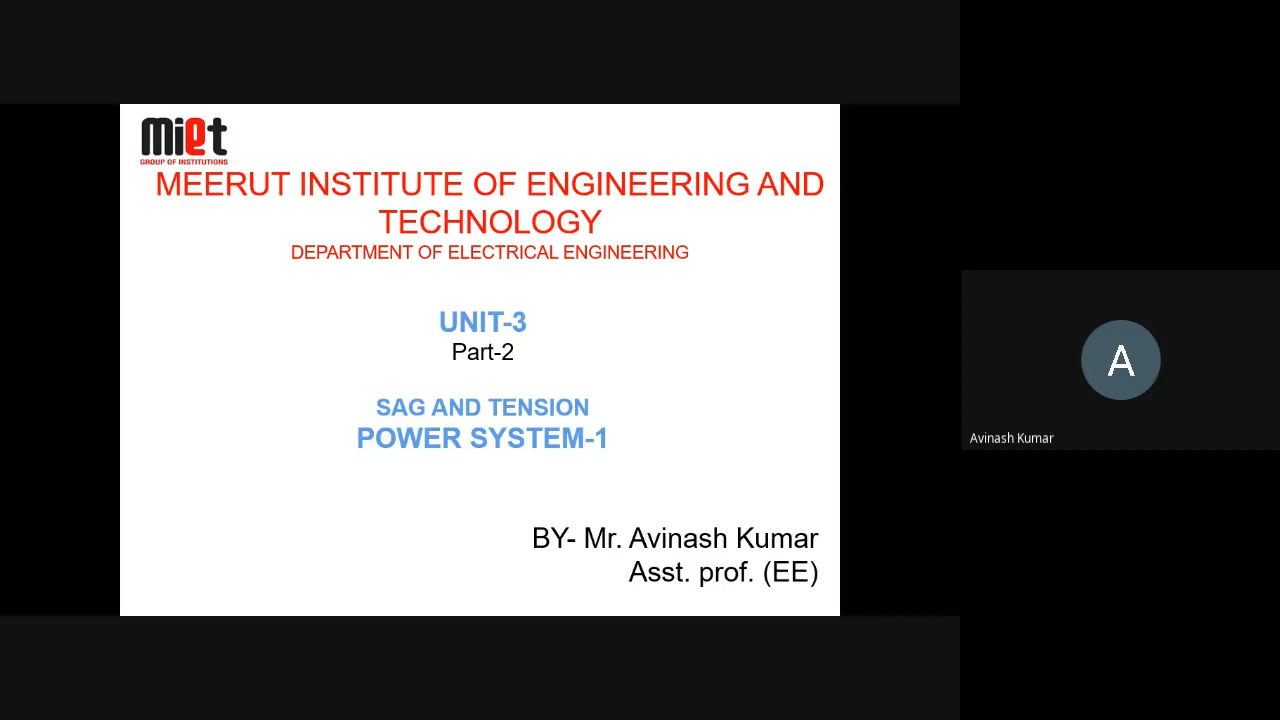 miet
GROUP OF INSTITUTIONS
MEERUT INSTITUTE OF ENGINEERING AND
TECHNOLOGY
DEPARTMENT OF ELECTRICAL ENGINEERING
UNIT-3
Part-2
SAG AND TENSION
POWER SYSTEM-1
BY- Mr. Avinash Kumar
Asst. prof. (EE)
A
Avinash Kumar